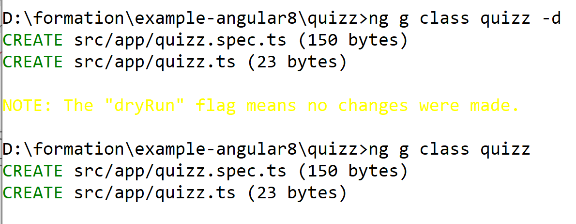 D:\formation\example-angular8\quizz>ng g class quizz -d
CREATE src/app/quizz.spec.ts (150 bytes)
CREATE src/app/quizz.ts (23 bytes)
NOTE: The "dryRun" flag means no changes were made.
D:\formation\example-angular8\quizz>ng g class quizz
CREATE src/app/quizz.spec.ts (150 bytes)
CREATE src/app/quizz.ts (23 bytes)